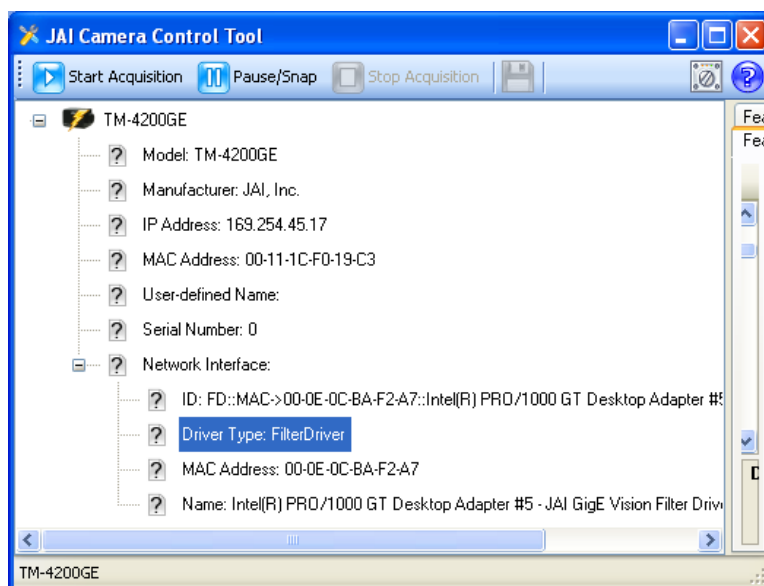 JAI Camera Control Tool
Start Acquisition Pause/Snap Stop Acquisition
TM-4200GE
Model: TM-4200GE
Manufacturer: JAI, Inc.
IP Address: 169.254.45.17
MAC Address: 00-11-1C-F0-19-C3
User-defined Name:
Serial Number: 0
Network Interface:
ID: FD::MAC->00-0E-0C-BA-F2-A7::Intel(R) PRO/1000 GT Desktop Adapter #5
Driver Type: FilterDriver
MAC Address: 00-0E-0C-BA-F2-A7
Name: Intel(R) PRO/1000 GT Desktop Adapter #5 - JAI GigE Vision Filter Driv
Fea
Fea
D
TM-4200GE